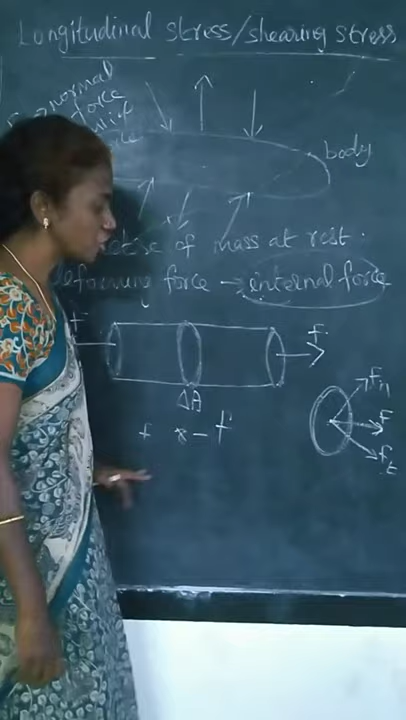 Longitudinal stress/shearing stress
normal
force
body
of mass at rest.
deforming force → internal force
F F
ΔA
Fn
F
Ft
f - f